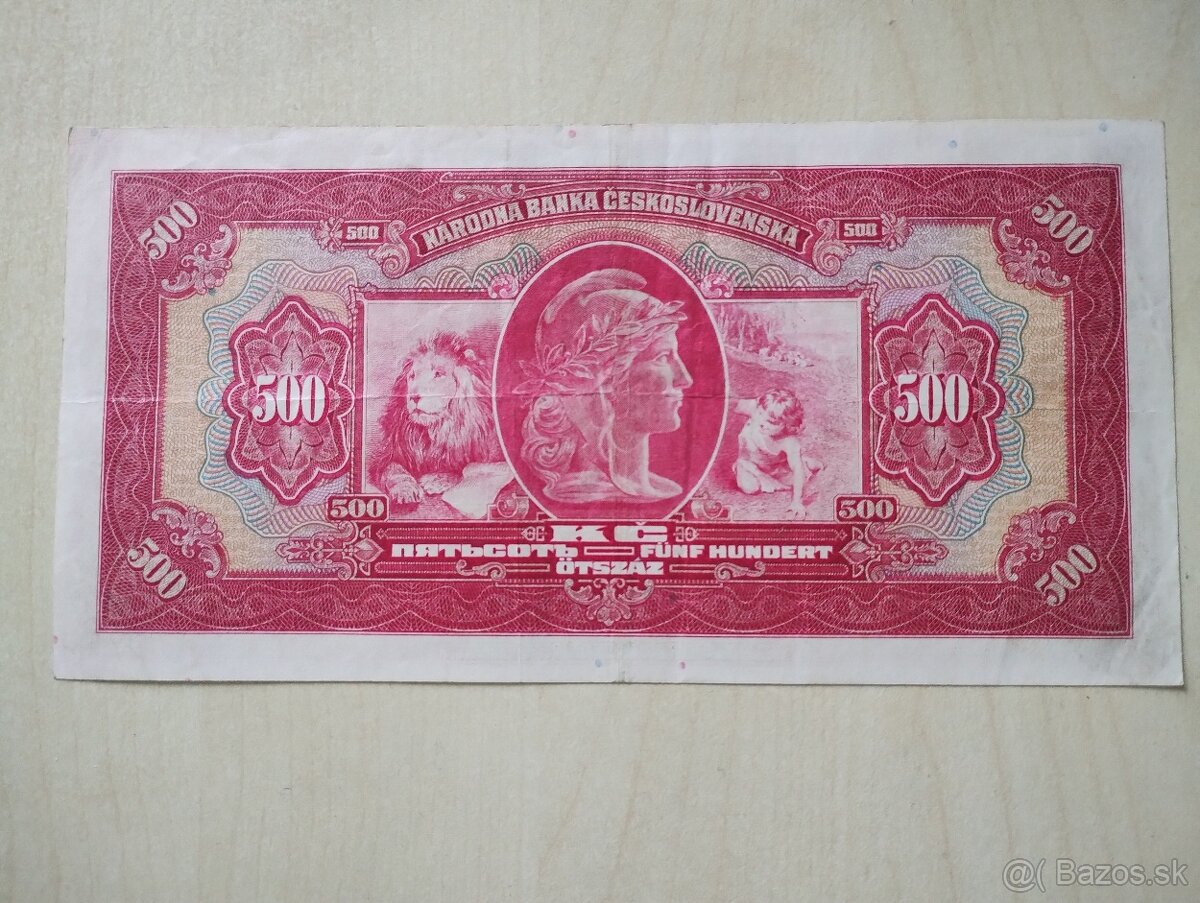 NÁRODNA BANKA ČESKOSLOVENSKÁ
500 500
500 500
500 500
500 500
KČ
ПЯТЬСОТЪ — FÜNF HUNDERT
ÖTSZÁZ
500 500
@( Bazos.sk